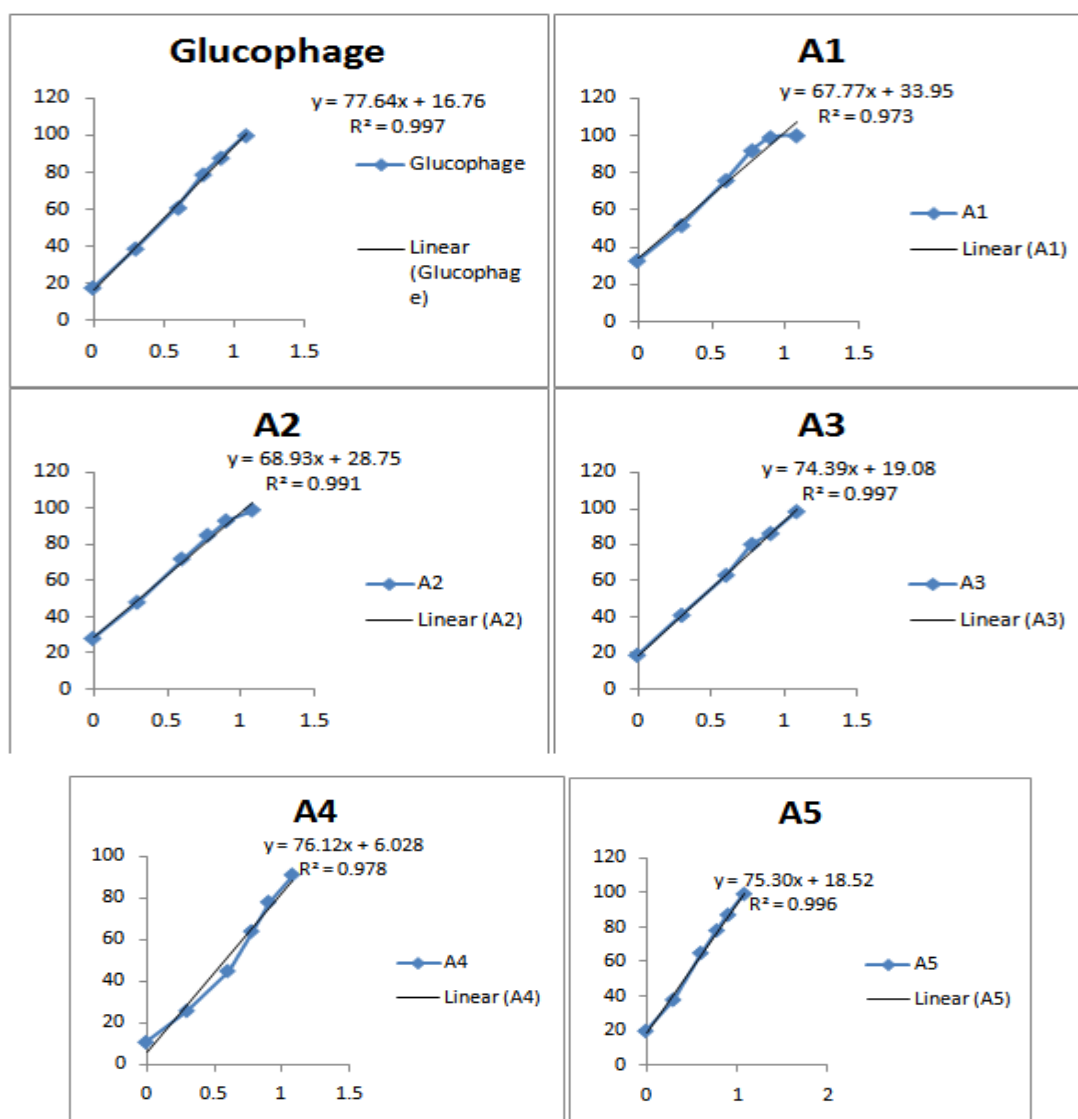 Glucophage
y = 77.64x + 16.76
R² = 0.997
120
100
80
60
40
20
0
0 0.5 1 1.5
Glucophage
Linear
(Glucophag
e)
A1
y = 67.77x + 33.95
R² = 0.973
120
100
80
60
40
20
0
0 0.5 1 1.5
A1
Linear (A1)
A2
y = 68.93x + 28.75
R² = 0.991
120
100
80
60
40
20
0
0 0.5 1 1.5
A2
Linear (A2)
A3
y = 74.39x + 19.08
R² = 0.997
120
100
80
60
40
20
0
0 0.5 1 1.5
A3
Linear (A3)
A4
y = 76.12x + 6.028
R² = 0.978
100
80
60
40
20
0
0 0.5 1 1.5
A4
Linear (A4)
A5
y = 75.30x + 18.52
R² = 0.996
120
100
80
60
40
20
0
0 1 2
A5
Linear (A5)